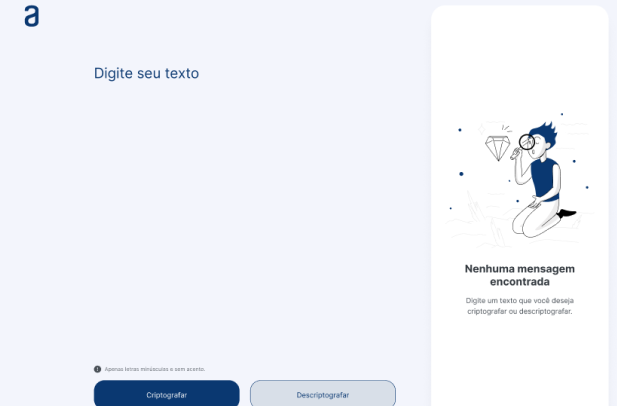 a
Digite seu texto
Nenhuma mensagem
encontrada
Digite um texto que você deseja
criptografar ou descriptografar.
Apenas letras minúsculas e sem acento.
Criptografar
Descriptografar